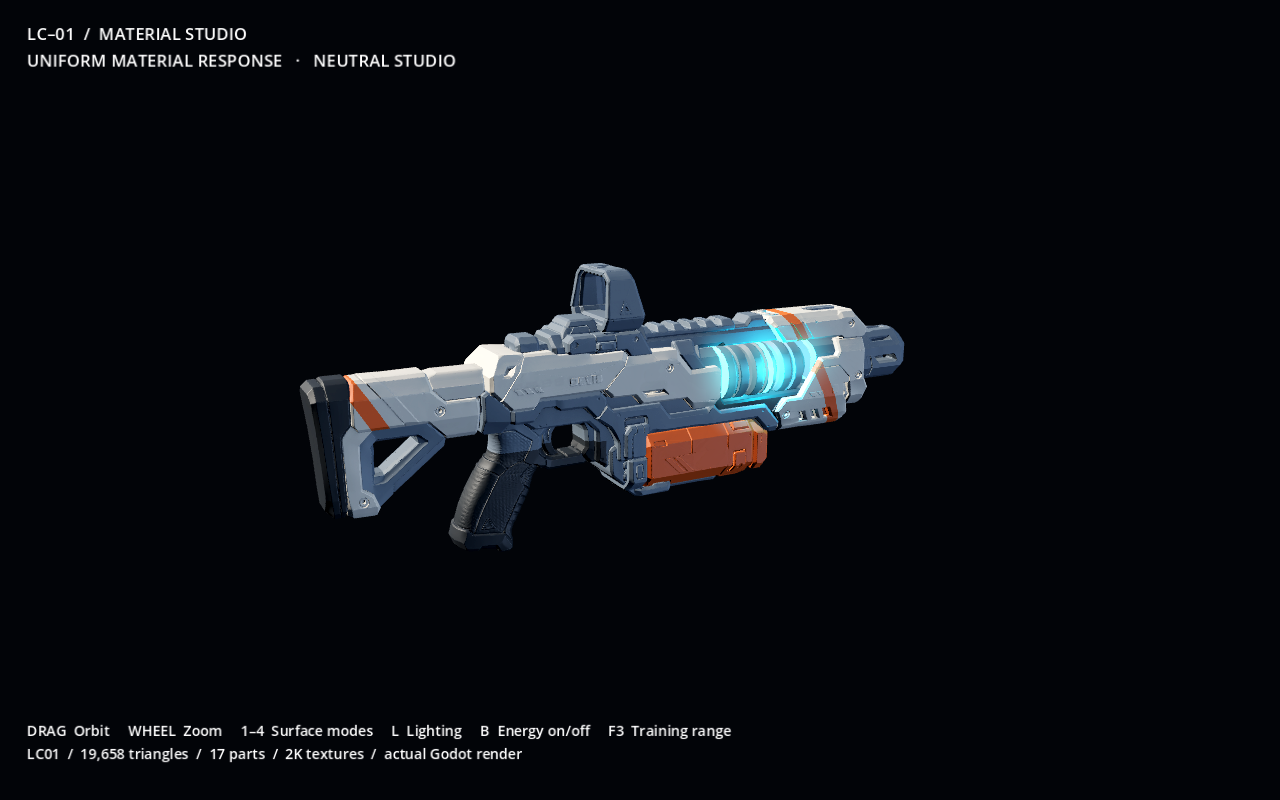 LC–01 / MATERIAL STUDIO
UNIFORM MATERIAL RESPONSE · NEUTRAL STUDIO
DRAG Orbit WHEEL Zoom 1–4 Surface modes L Lighting B Energy on/off F3 Training range
LC01 / 19,658 triangles / 17 parts / 2K textures / actual Godot render